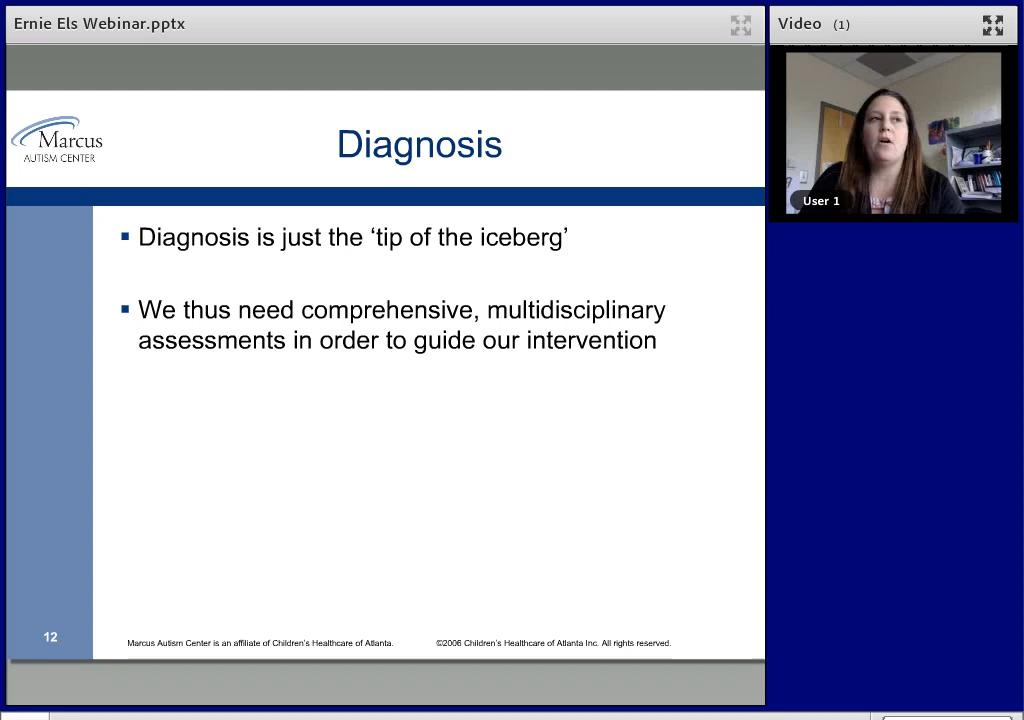 Ernie Els Webinar.pptx
Video (1)
Marcus
AUTISM CENTER
Diagnosis
User 1
▪ Diagnosis is just the ‘tip of the iceberg’
▪ We thus need comprehensive, multidisciplinary
assessments in order to guide our intervention
12
Marcus Autism Center is an affiliate of Children’s Healthcare of Atlanta. ©2006 Children’s Healthcare of Atlanta Inc. All rights reserved.